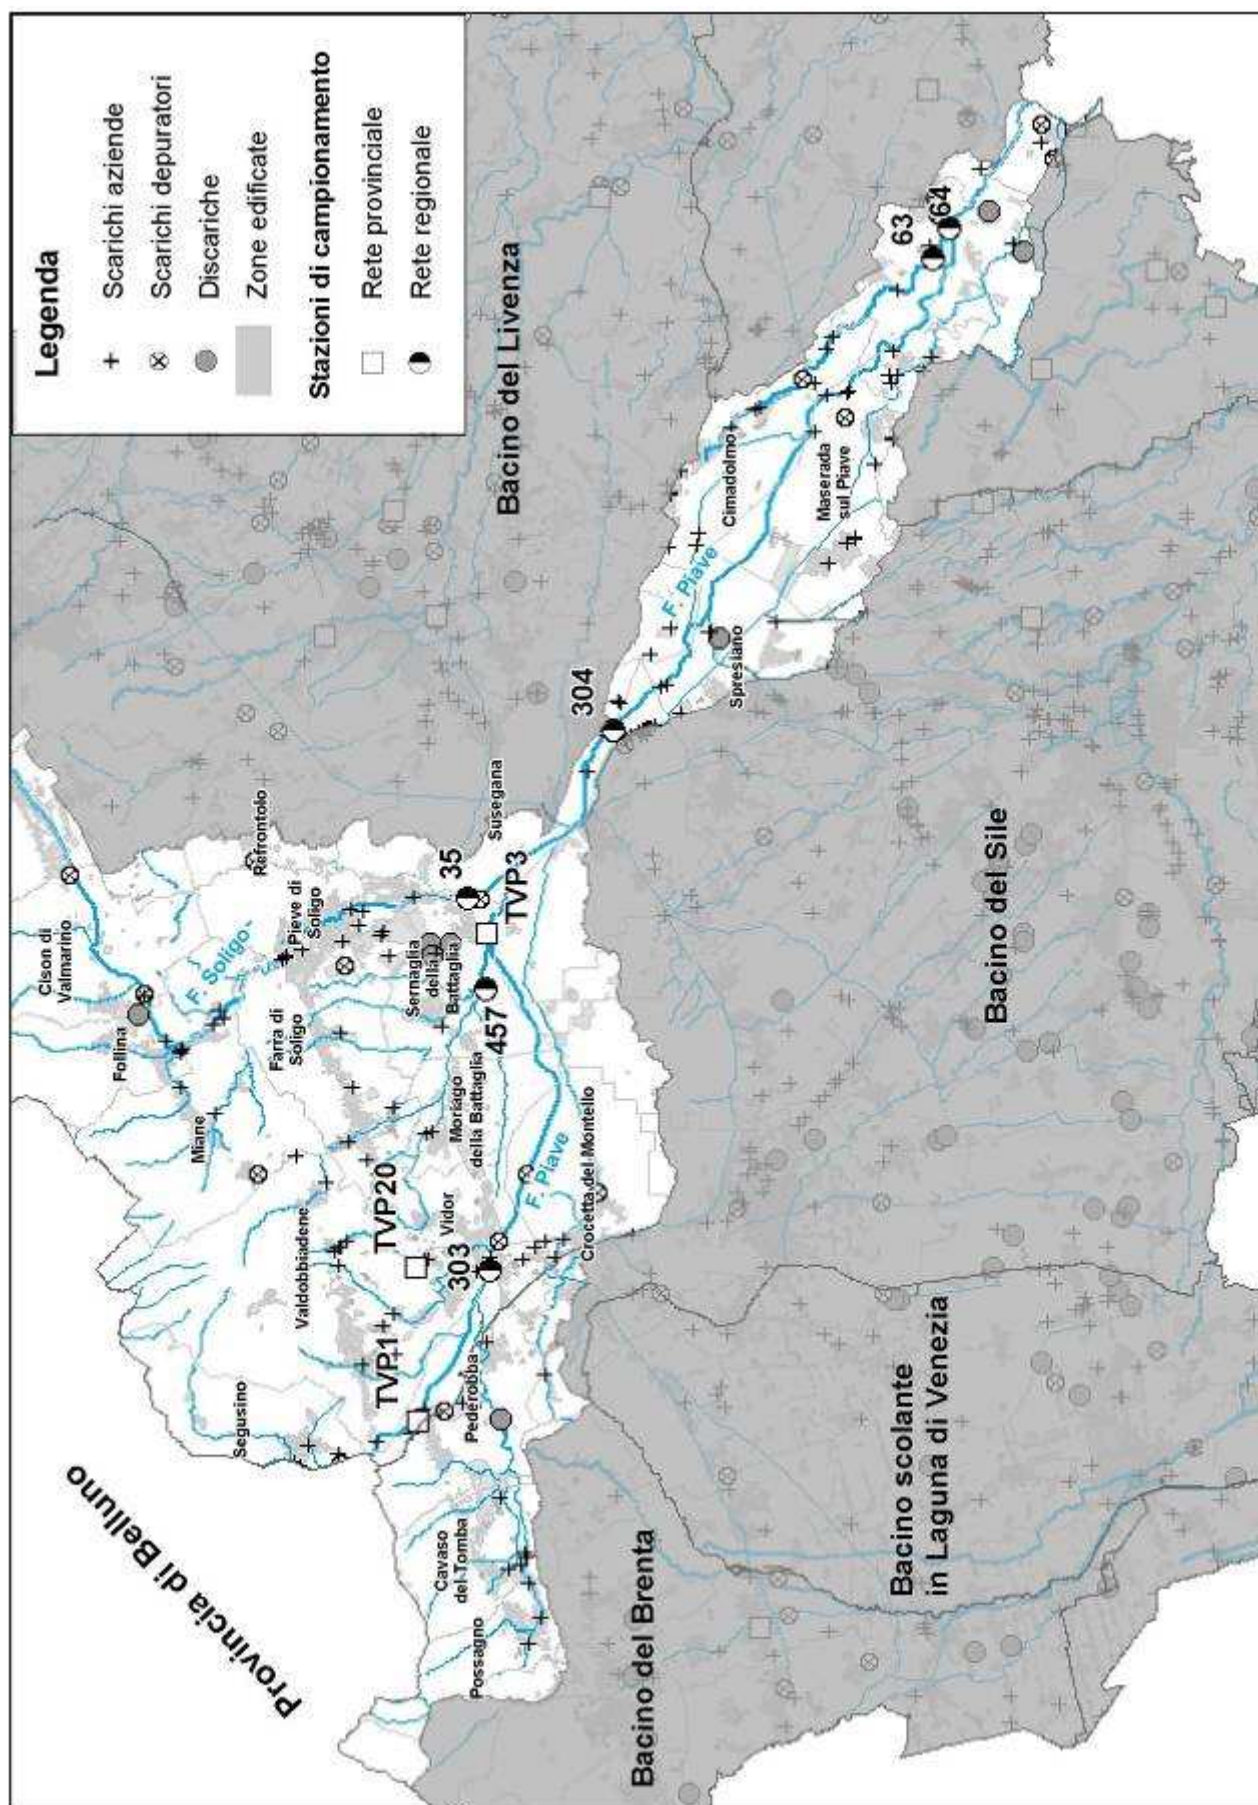 Legenda
Scarichi aziende
Scarichi depuratori
Discariche
Zone edificate
Stazioni di campionamento
Rete provinciale
Rete regionale
Provincia di Belluno
Bacino del Livenza
Cison di
Valmarino
Follina
F. Soligo
Refrontolo
Pieve di
Soligo
Miane
Farra di
Soligo
Segusino
Valdobbiadene
Sernaglia
della
Battaglia
35
Susegana
TVP3
457
TVP20
Moriago
della Battaglia
TVP1
Vidor
303
Pederobba
F. Piave
Crocetta del Montello
Cavaso
del Tomba
Possagno
304
F. Piave
Spresiano
Cimadolmo
Maserada
sul Piave
63
64
Bacino del Brenta
Bacino scolante
in Laguna di Venezia
Bacino del Sile